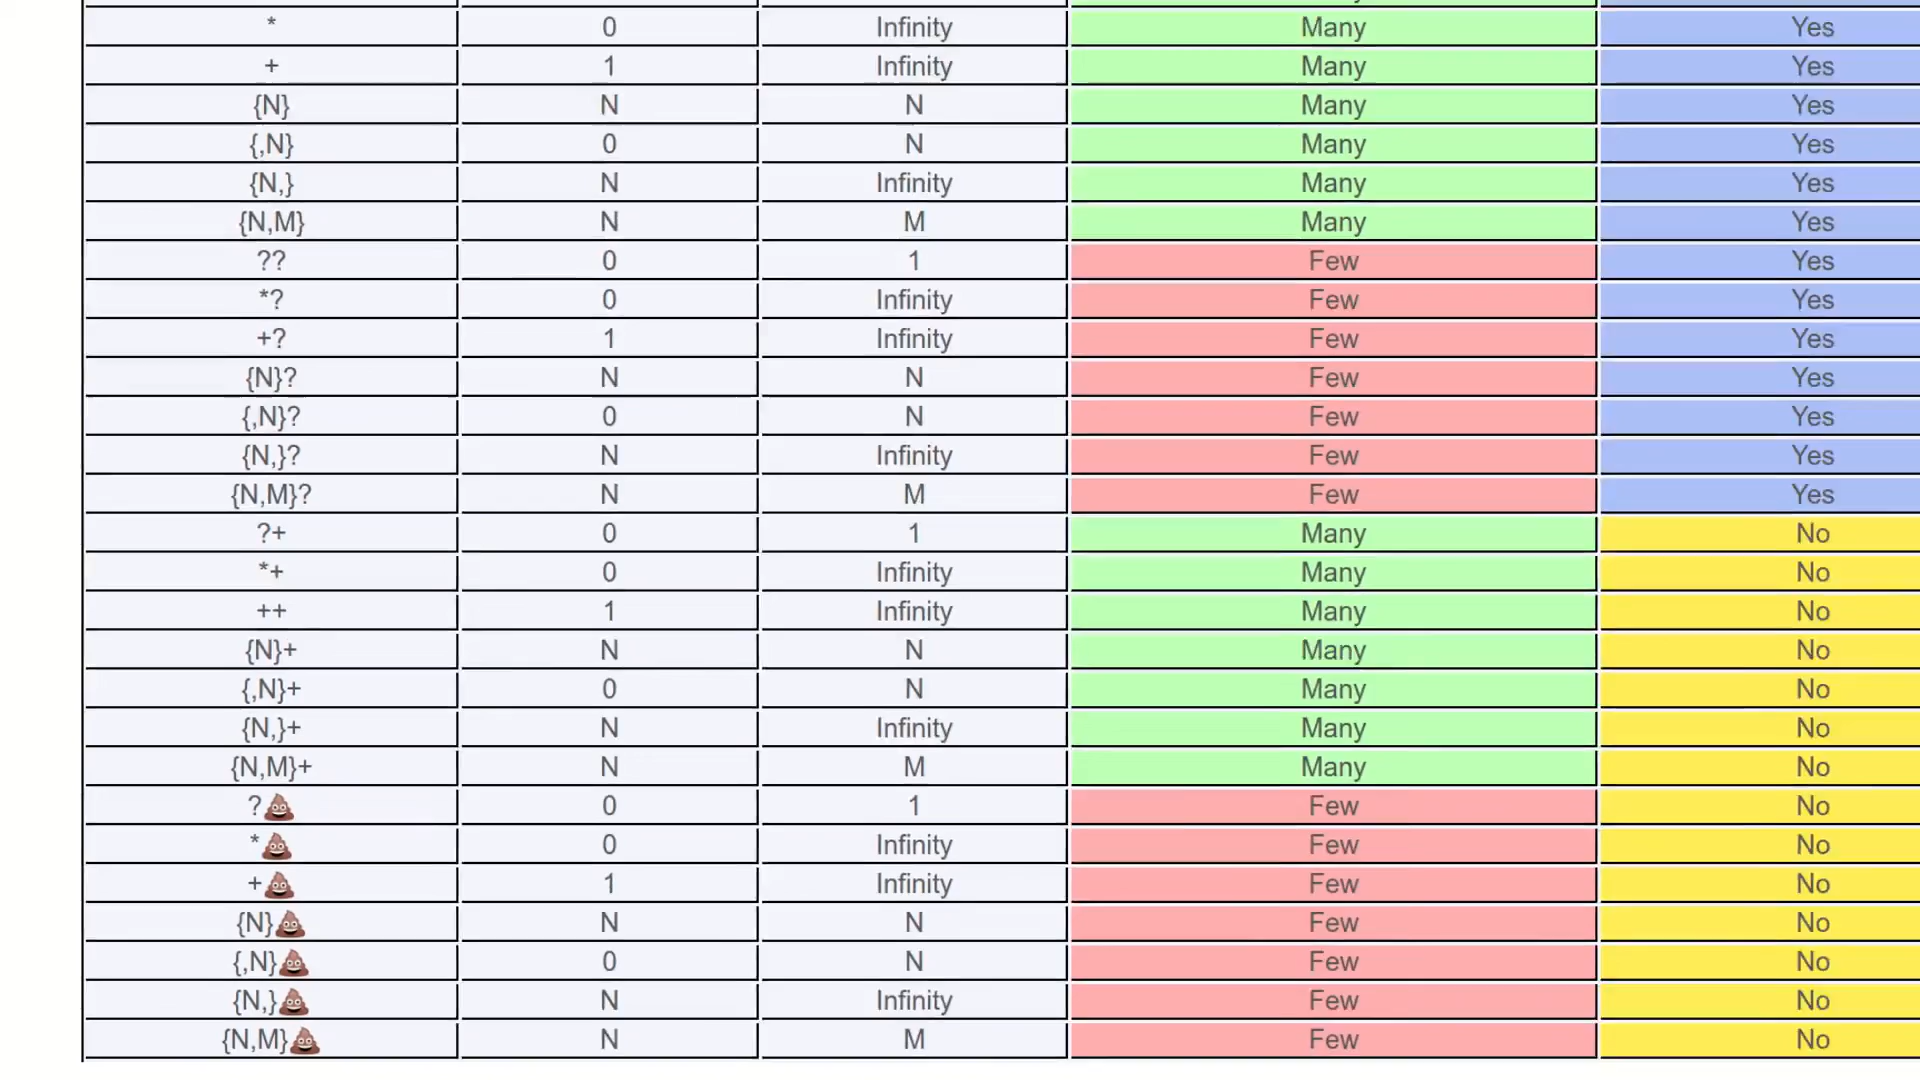 * 0 Infinity Many Yes
+ 1 Infinity Many Yes
{N} N N Many Yes
{,N} 0 N Many Yes
{N,} N Infinity Many Yes
{N,M} N M Many Yes
?? 0 1 Few Yes
*? 0 Infinity Few Yes
+? 1 Infinity Few Yes
{N}? N N Few Yes
{,N}? 0 N Few Yes
{N,}? N Infinity Few Yes
{N,M}? N M Few Yes
?+ 0 1 Many No
*+ 0 Infinity Many No
++ 1 Infinity Many No
{N}+ N N Many No
{,N}+ 0 N Many No
{N,}+ N Infinity Many No
{N,M}+ N M Many No
?💩 0 1 Few No
*💩 0 Infinity Few No
+💩 1 Infinity Few No
{N}💩 N N Few No
{,N}💩 0 N Few No
{N,}💩 N Infinity Few No
{N,M}💩 N M Few No